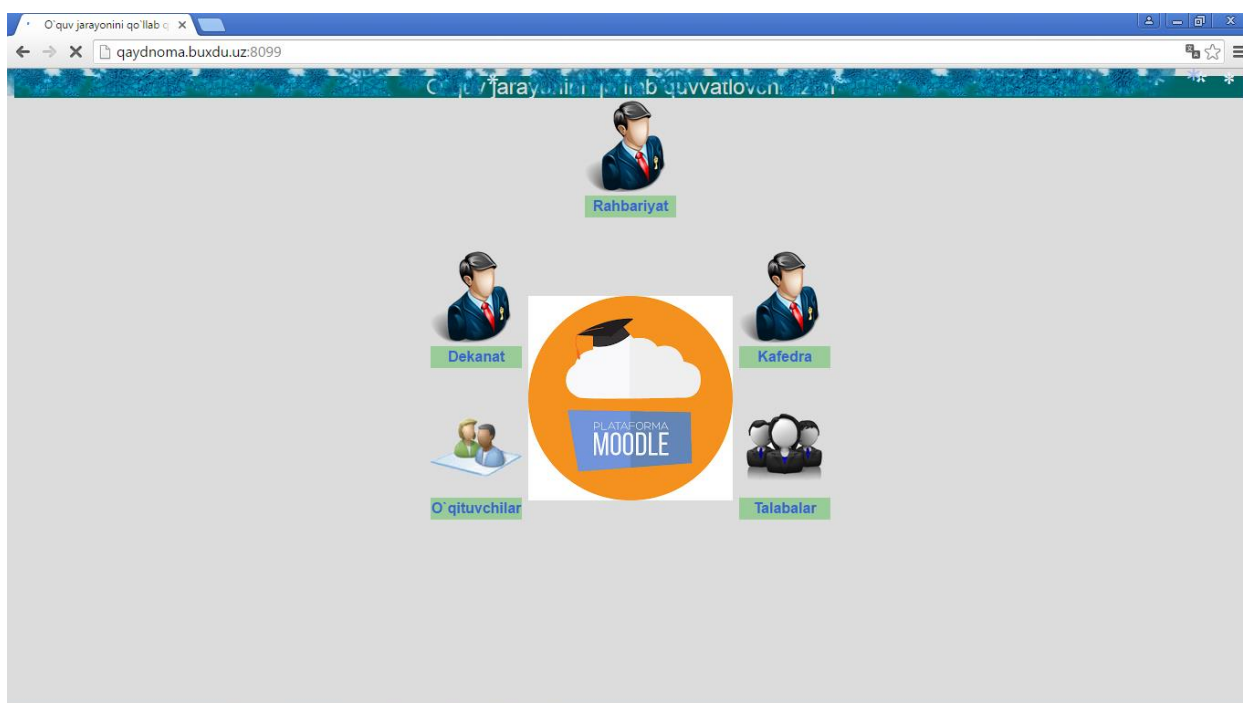 O`quv jarayonini qo`llab q
qaydnoma.buxdu.uz:8099
Rahbariyat
Dekanat
Kafedra
PLATAFORMA
MOODLE
O`qituvchilar
Talabalar